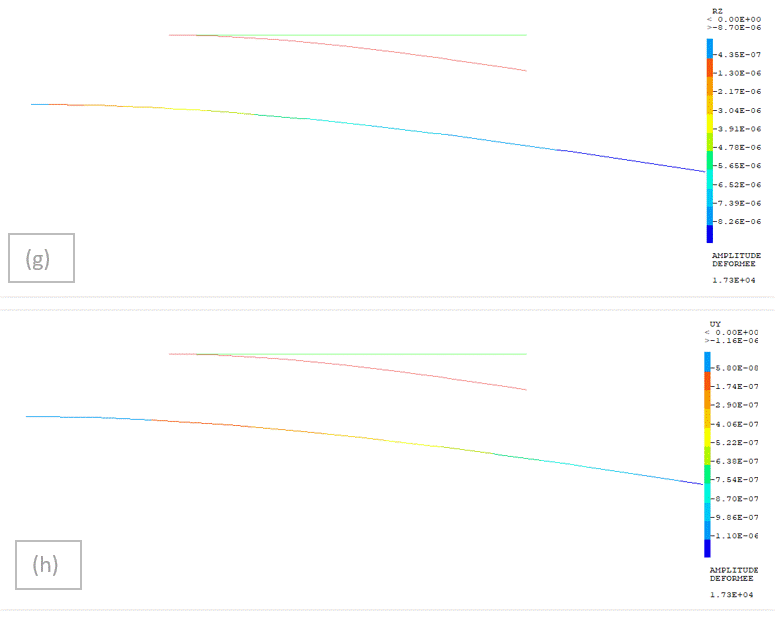 RZ
< 0.00E+00
>-8.70E-06
-4.35E-07
-1.30E-06
-2.17E-06
-3.04E-06
-3.91E-06
-4.78E-06
-5.65E-06
-6.52E-06
-7.39E-06
-8.26E-06
AMPLITUDE
DEFORMEE
1.73E+04
(g)
UY
< 0.00E+00
>-1.16E-06
-5.80E-08
-1.74E-07
-2.90E-07
-4.06E-07
-5.22E-07
-6.38E-07
-7.54E-07
-8.70E-07
-9.86E-07
-1.10E-06
AMPLITUDE
DEFORMEE
1.73E+04
(h)